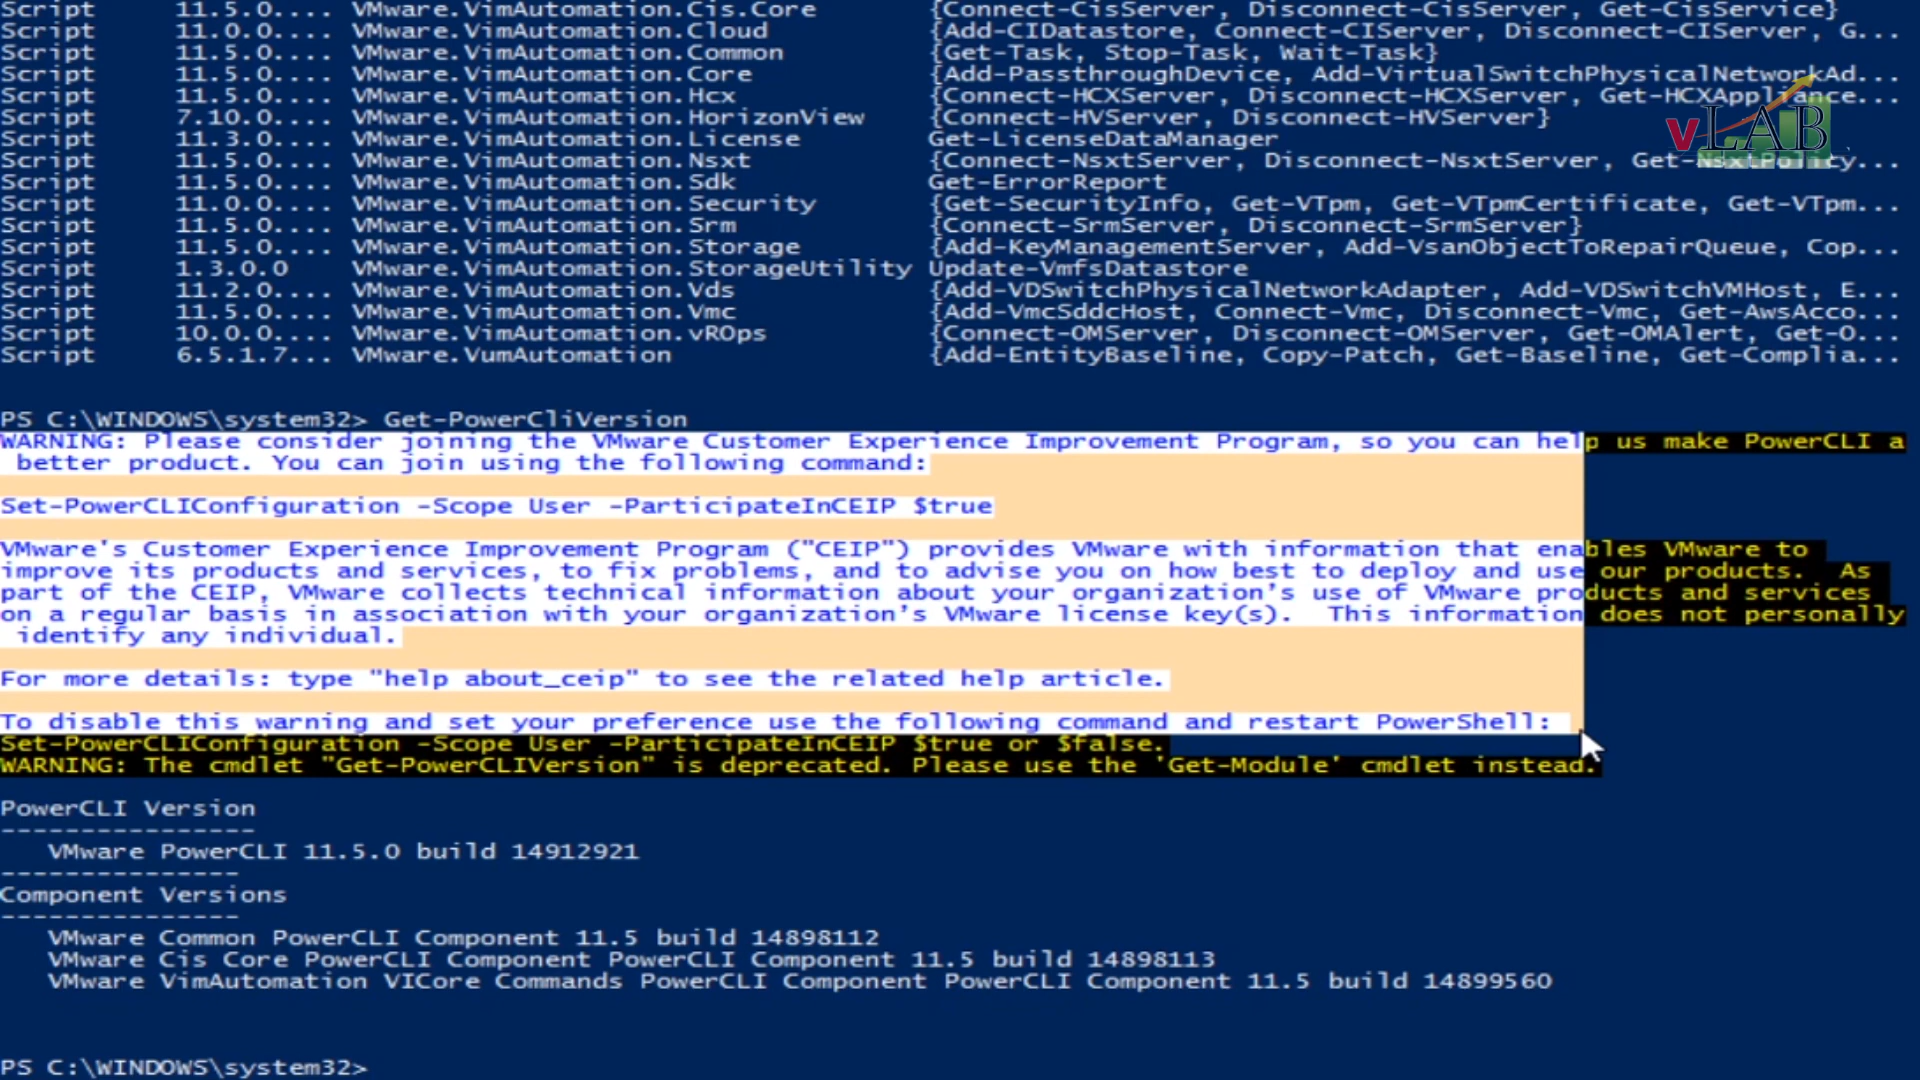 Script 11.5.0.... VMware.VimAutomation.Cis.Core {Connect-CisServer, Disconnect-CisServer, Get-CisService}
Script 11.0.0.... VMware.VimAutomation.Cloud {Add-CIDatastore, Connect-CIServer, Disconnect-CIServer, G...
Script 11.5.0.... VMware.VimAutomation.Common {Get-Task, Stop-Task, Wait-Task}
Script 11.5.0.... VMware.VimAutomation.Core {Add-PassthroughDevice, Add-VirtualSwitchPhysicalNetworkAd...
Script 11.5.0.... VMware.VimAutomation.Hcx {Connect-HCXServer, Disconnect-HCXServer, Get-HCXAppliance...
Script 7.10.0.... VMware.VimAutomation.HorizonView {Connect-HVServer, Disconnect-HVServer}
vLAB
Script 11.3.0.... VMware.VimAutomation.License Get-LicenseDataManager
Script 11.5.0.... VMware.VimAutomation.Nsxt {Connect-NsxtServer, Disconnect-NsxtServer, Get-NsxtPolicy...
Script 11.5.0.... VMware.VimAutomation.Sdk Get-ErrorReport
Script 11.0.0.... VMware.VimAutomation.Security {Get-SecurityInfo, Get-VTpm, Get-VTpmCertificate, Get-VTpm...
Script 11.5.0.... VMware.VimAutomation.Srm {Connect-SrmServer, Disconnect-SrmServer}
Script 11.5.0.... VMware.VimAutomation.Storage {Add-KeyManagementServer, Add-VsanObjectToRepairQueue, Cop...
Script 1.3.0.0 VMware.VimAutomation.StorageUtility Update-VmfsDatastore
Script 11.2.0.... VMware.VimAutomation.Vds {Add-VDSwitchPhysicalNetworkAdapter, Add-VDSwitchVMHost, E...
Script 11.5.0.... VMware.VimAutomation.Vmc {Add-VmcSddcHost, Connect-Vmc, Disconnect-Vmc, Get-AwsAcco...
Script 10.0.0.... VMware.VimAutomation.vROps {Connect-OMServer, Disconnect-OMServer, Get-OMAlert, Get-O...
Script 6.5.1.7... VMware.VumAutomation {Add-EntityBaseline, Copy-Patch, Get-Baseline, Get-Complia...
PS C:\WINDOWS\system32> Get-PowerCliVersion
WARNING: Please consider joining the VMware Customer Experience Improvement Program, so you can help us make PowerCLI a
better product. You can join using the following command:
Set-PowerCLIConfiguration -Scope User -ParticipateInCEIP $true
VMware's Customer Experience Improvement Program ("CEIP") provides VMware with information that enables VMware to
improve its products and services, to fix problems, and to advise you on how best to deploy and use our products.  As
part of the CEIP, VMware collects technical information about your organization's use of VMware products and services
on a regular basis in association with your organization's VMware license key(s).  This information does not personally
identify any individual.
For more details: type "help about_ceip" to see the related help article.
To disable this warning and set your preference use the following command and restart PowerShell:
Set-PowerCLIConfiguration -Scope User -ParticipateInCEIP $true or $false.
WARNING: The cmdlet "Get-PowerCLIVersion" is deprecated. Please use the 'Get-Module' cmdlet instead.
PowerCLI Version
----------------
VMware PowerCLI 11.5.0 build 14912921
---------------
Component Versions
---------------
VMware Common PowerCLI Component 11.5 build 14898112
VMware Cis Core PowerCLI Component PowerCLI Component 11.5 build 14898113
VMware VimAutomation VICore Commands PowerCLI Component PowerCLI Component 11.5 build 14899560
PS C:\WINDOWS\system32>